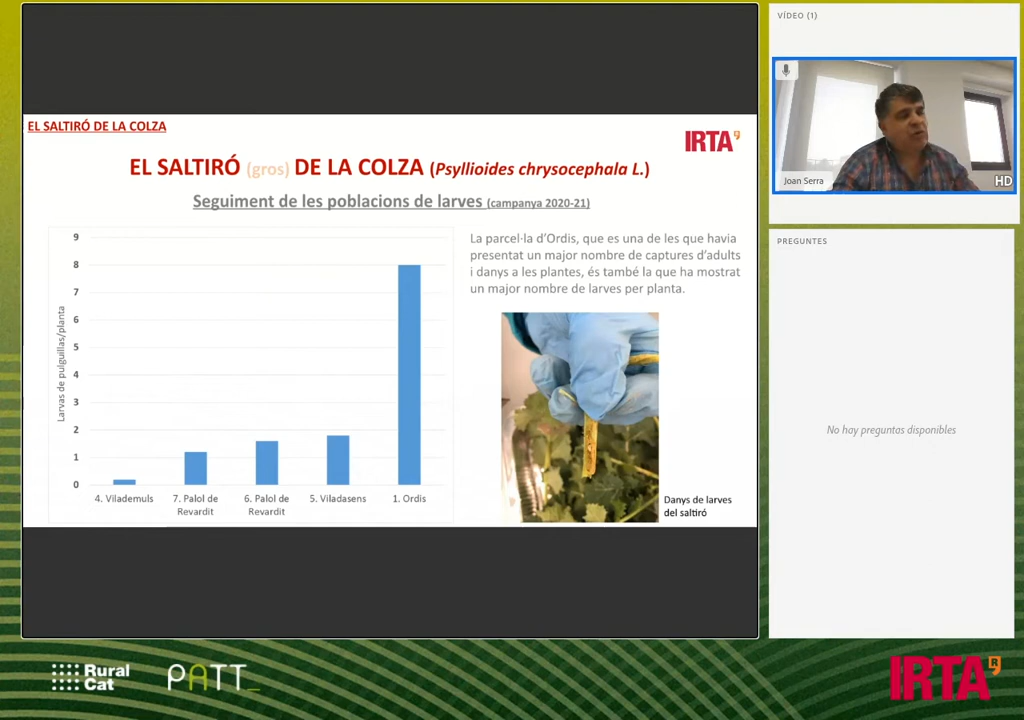 EL SALTIRÓ DE LA COLZA
IRTA
EL SALTIRÓ (gros) DE LA COLZA (Psyllioides chrysocephala L.)
Seguiment de les poblacions de larves (campanya 2020-21)
Larvas de pulguillas/planta
9
8
7
6
5
4
3
2
1
0
4. Vilademuls
7. Palol de
Revardit
6. Palol de
Revardit
5. Viladasens
1. Ordis
La parcel·la d'Ordis, que es una de les que havia
presentat un major nombre de captures d'adults
i danys a les plantes, és també la que ha mostrat
un major nombre de larves per planta.
Danys de larves
del saltiró
VÍDEO (1)
Joan Serra
HD
PREGUNTES
No hay preguntas disponibles
Rural
Cat
PATT_
IRTA
R